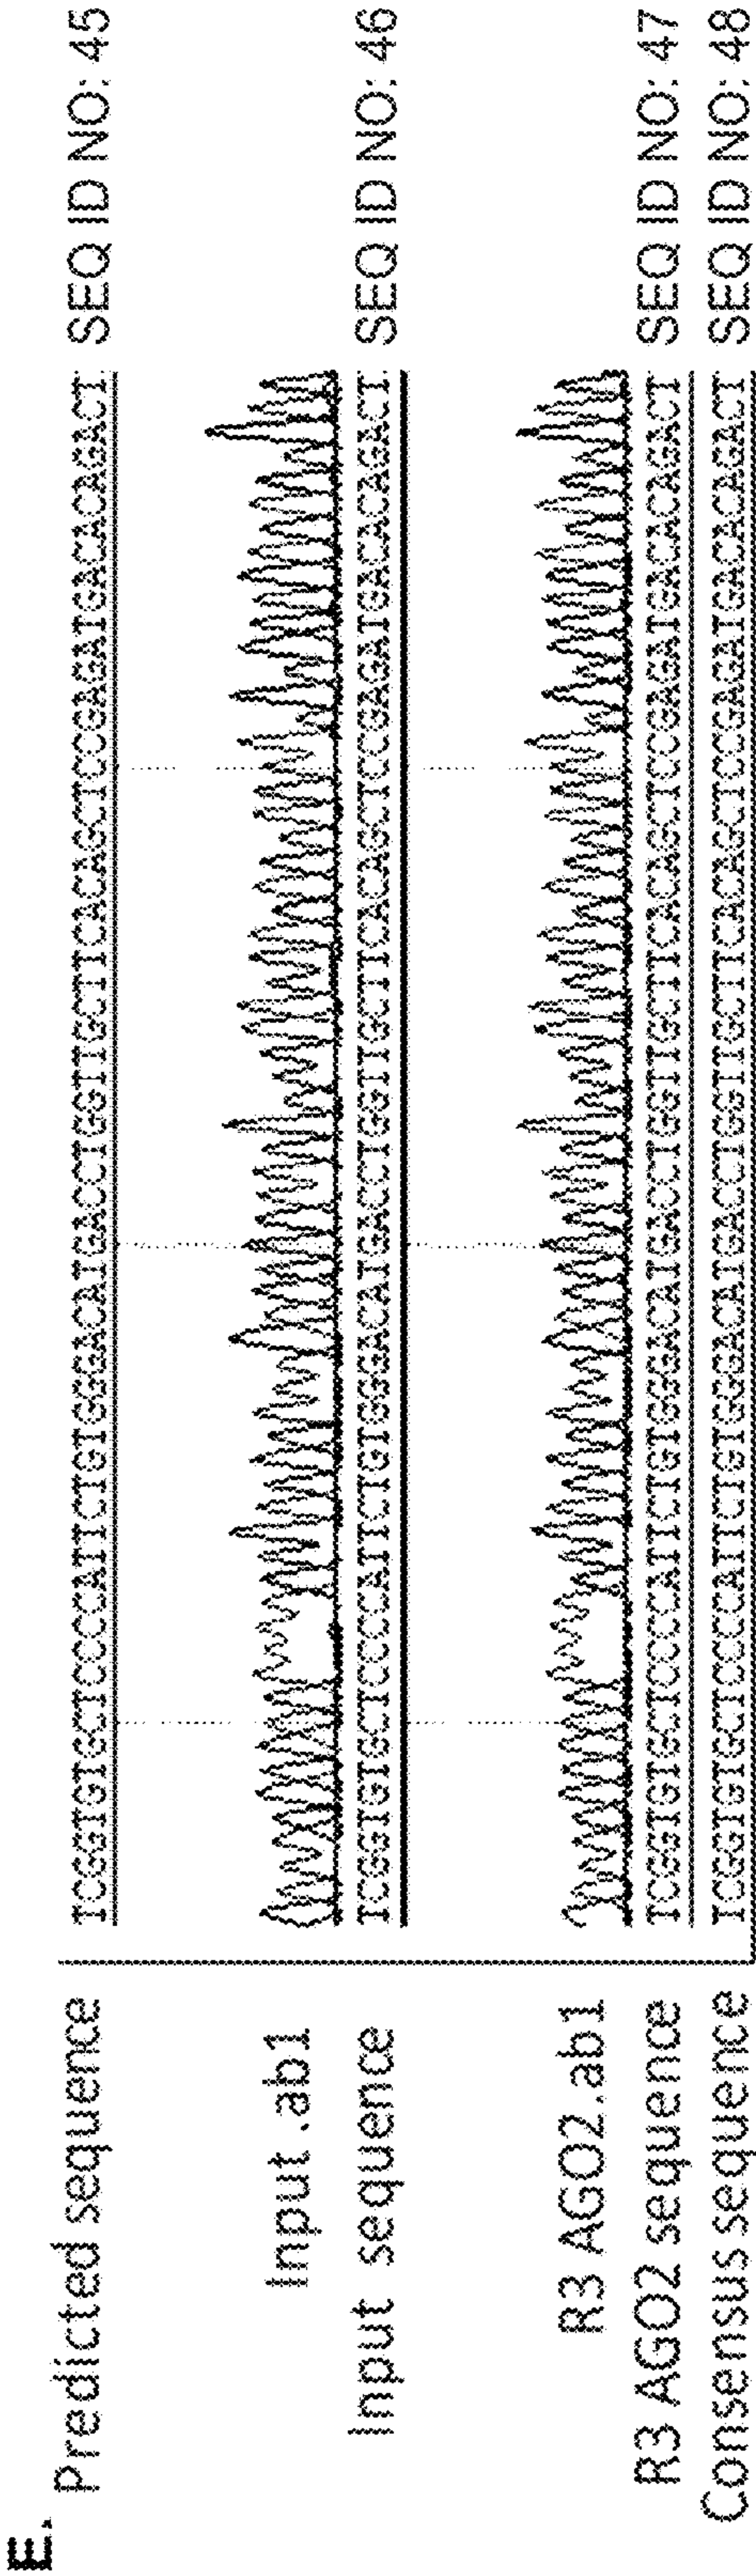 E.
Predicted sequence TCGGTGTGCTCCCCATTCTGTGGGACATGACCTGGTTGCTTCACAGCTCCGAGATGACACAGACT SEQ ID NO: 45
Input .ab1
Input sequence TCGGTGTGCTCCCCATTCTGTGGGACATGACCTGGTTGCTTCACAGCTCCGAGATGACACAGACT SEQ ID NO: 46
R3 AGO2.ab1
R3 AGO2 sequence TCGGTGTGCTCCCCATTCTGTGGGACATGACCTGGTTGCTTCACAGCTCCGAGATGACACAGACT SEQ ID NO: 47
Consensus sequence TCGGTGTGCTCCCCATTCTGTGGGACATGACCTGGTTGCTTCACAGCTCCGAGATGACACAGACT SEQ ID NO: 48